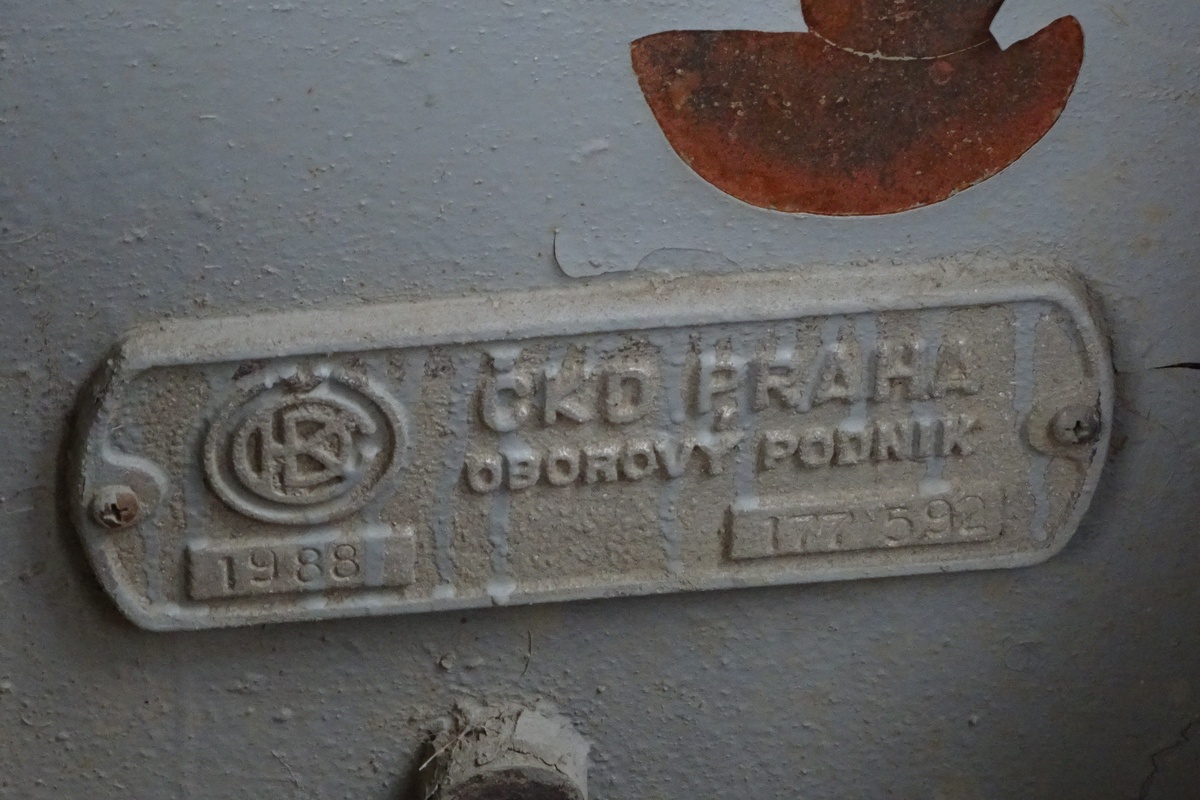 ČKD PRAHA
OBOROVÝ PODNIK
1988
177 592